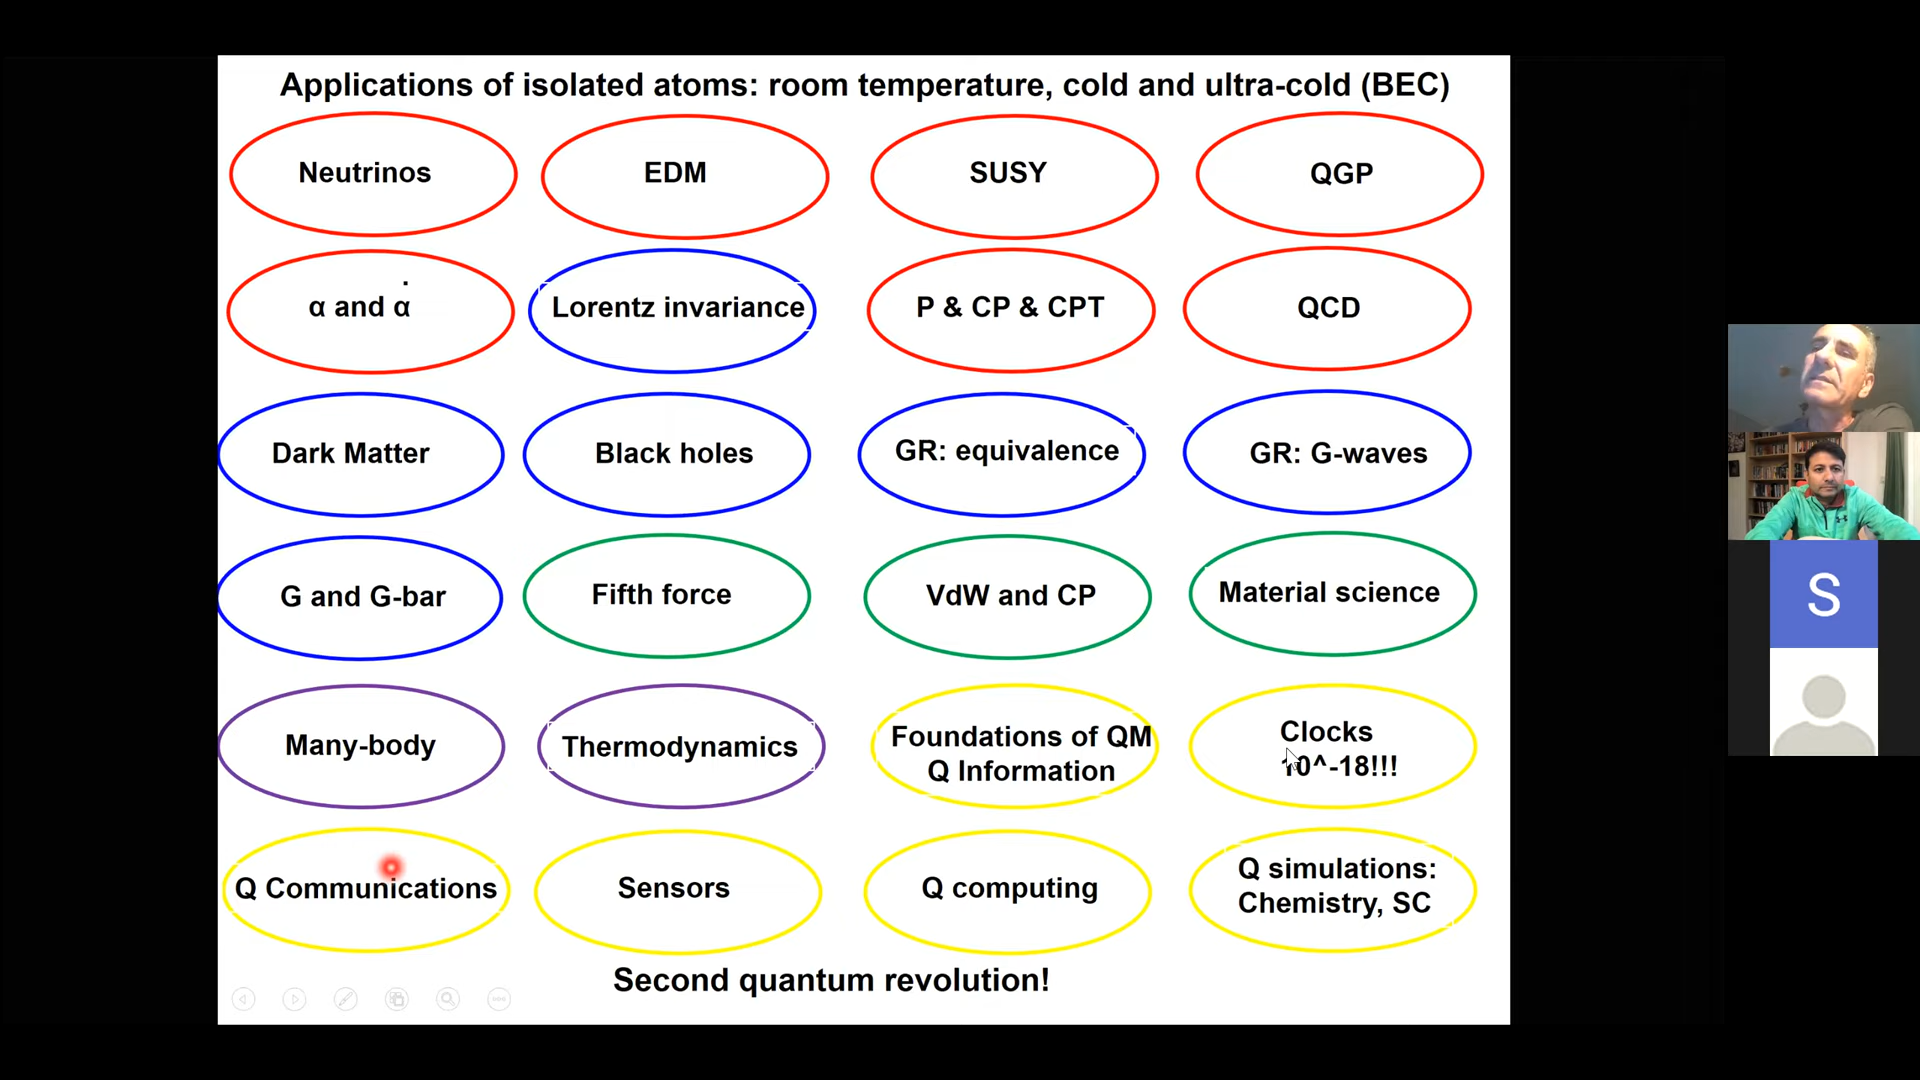 Applications of isolated atoms: room temperature, cold and ultra-cold (BEC)
Neutrinos
EDM
SUSY
QGP
α and α̇
Lorentz invariance
P & CP & CPT
QCD
Dark Matter
Black holes
GR: equivalence
GR: G-waves
G and G-bar
Fifth force
VdW and CP
Material science
Many-body
Thermodynamics
Foundations of QM
Q Information
Clocks
10^-18!!!
Q Communications
Sensors
Q computing
Q simulations:
Chemistry, SC
Second quantum revolution!
S